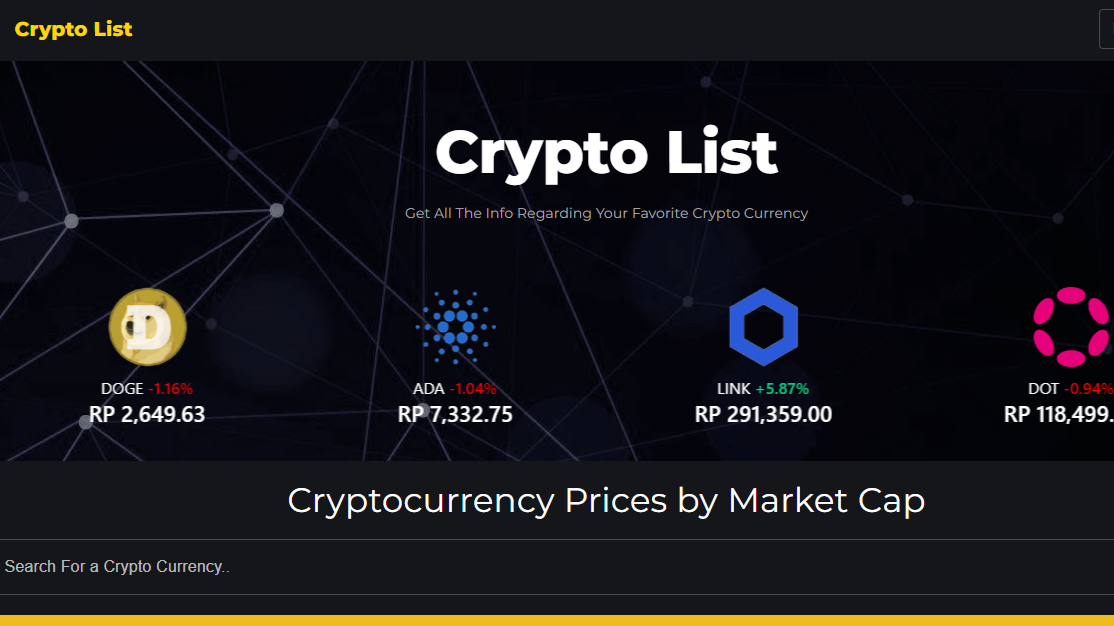 Crypto List
Crypto List
Get All The Info Regarding Your Favorite Crypto Currency
DOGE -1.16% ADA -1.04% LINK +5.87% DOT -0.94%
RP 2,649.63 RP 7,332.75 RP 291,359.00 RP 118,499.
Cryptocurrency Prices by Market Cap
Search For a Crypto Currency..